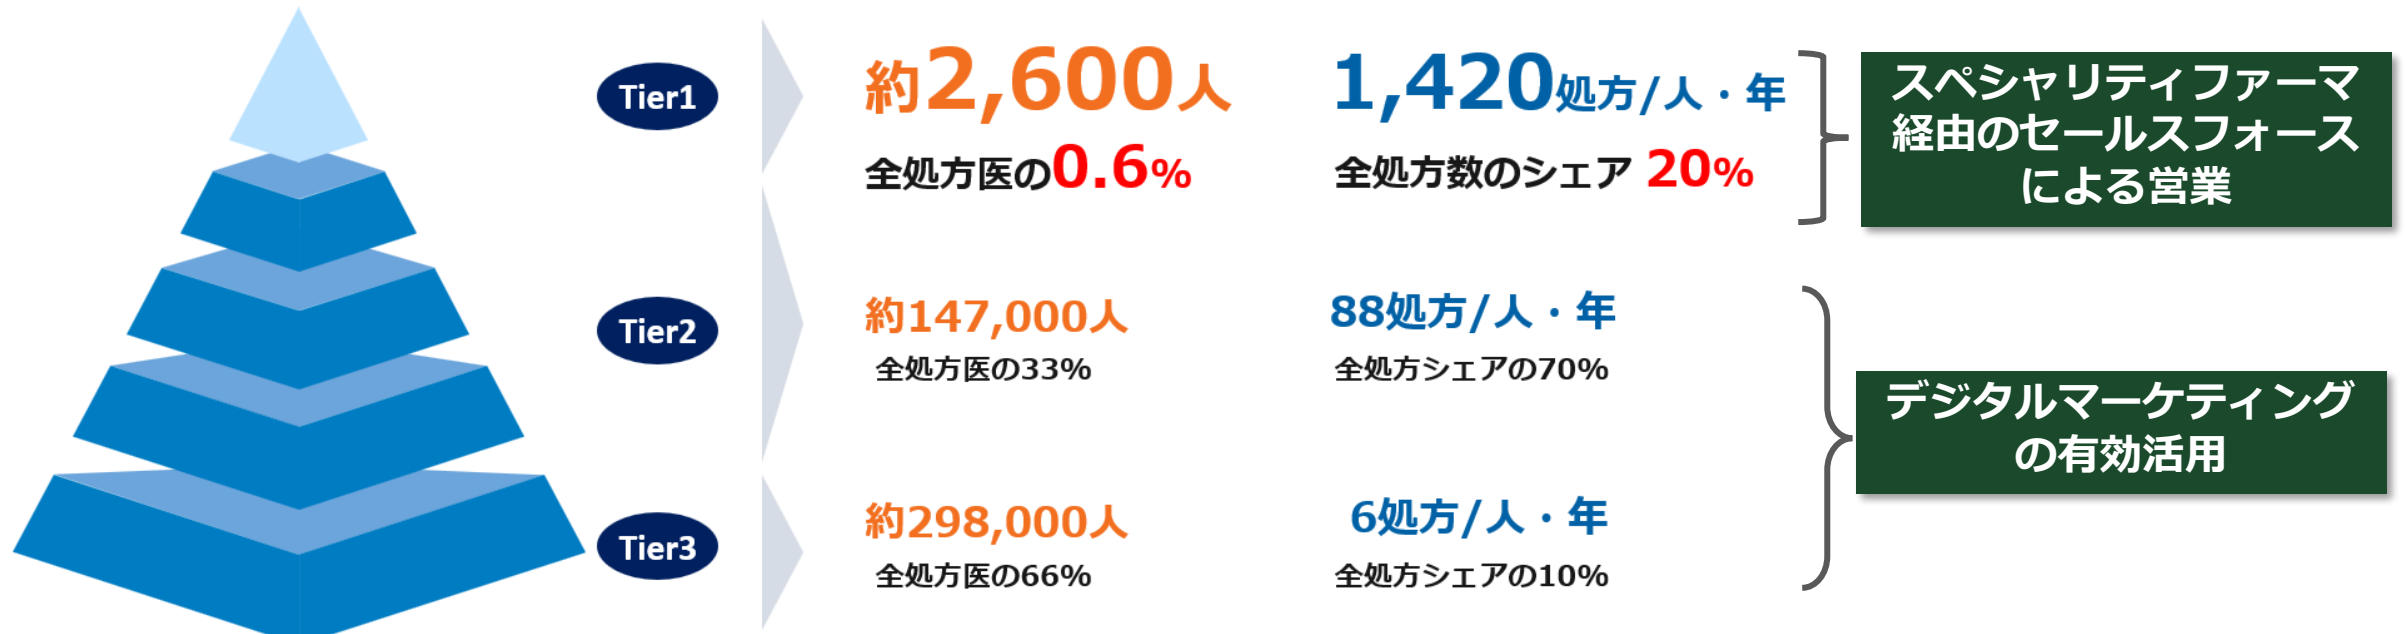 Tier1
約2,600人
1,420処方/人・年
全処方医の0.6%
全処方数のシェア 20%
スペシャリティファーマ
経由のセールスフォース
による営業
Tier2
約147,000人
88処方/人・年
全処方医の33%
全処方シェアの70%
デジタルマーケティング
の有効活用
Tier3
約298,000人
6処方/人・年
全処方医の66%
全処方シェアの10%